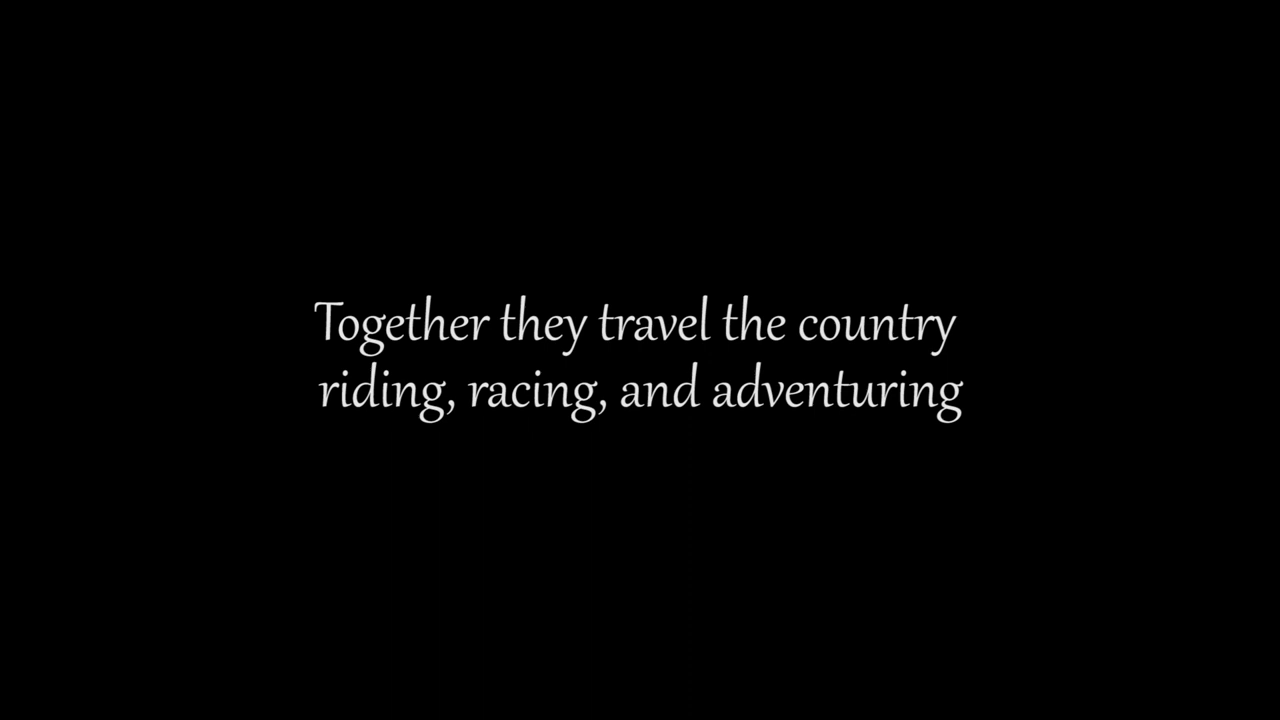 Together they travel the country
riding, racing, and adventuring